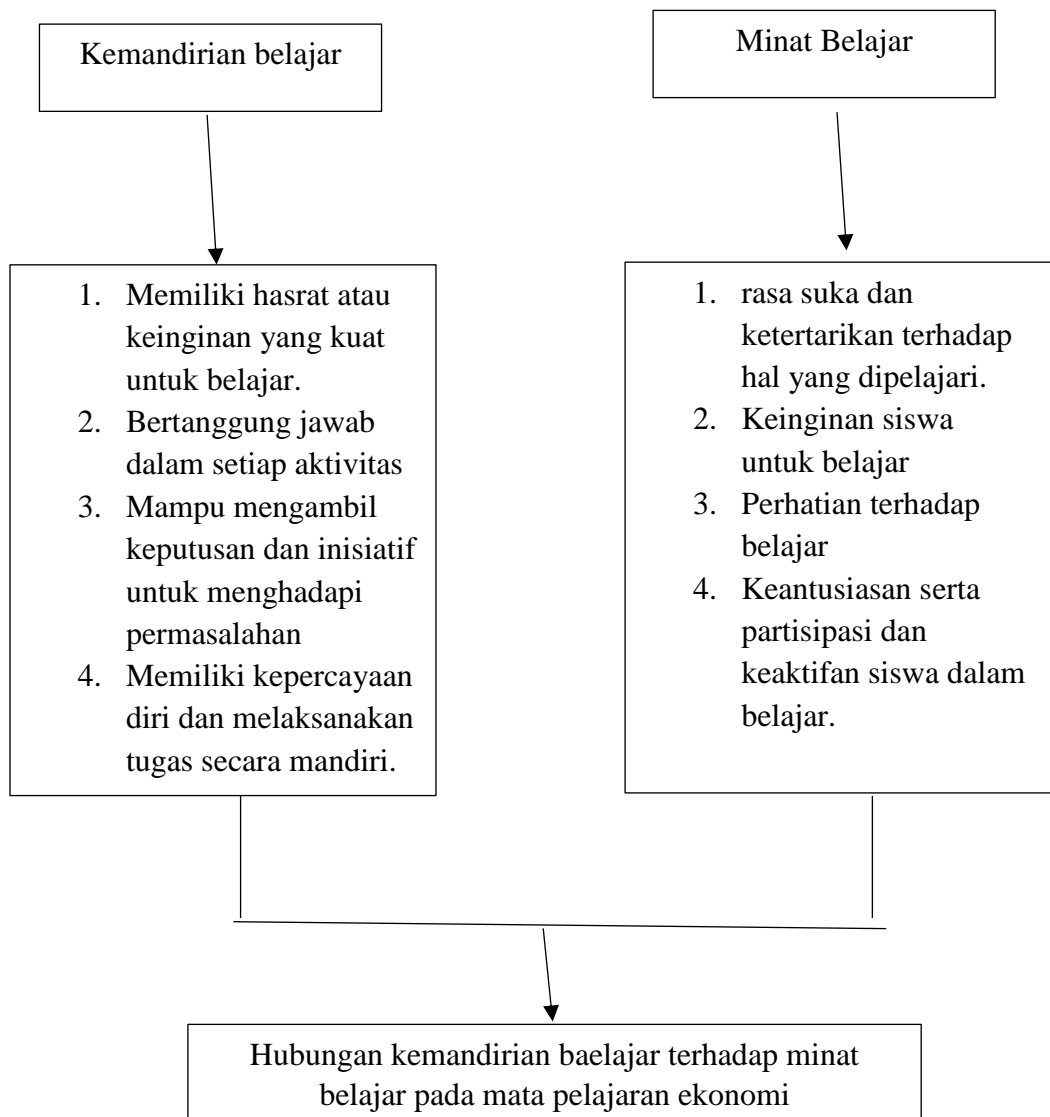 Kemandirian belajar
Minat Belajar
1. Memiliki hasrat atau
keinginan yang kuat
untuk belajar.
2. Bertanggung jawab
dalam setiap aktivitas
3. Mampu mengambil
keputusan dan inisiatif
untuk menghadapi
permasalahan
4. Memiliki kepercayaan
diri dan melaksanakan
tugas secara mandiri.
1. rasa suka dan
ketertarikan terhadap
hal yang dipelajari.
2. Keinginan siswa
untuk belajar
3. Perhatian terhadap
belajar
4. Keantusiasan serta
partisipasi dan
keaktifan siswa dalam
belajar.
Hubungan kemandirian baelajar terhadap minat
belajar pada mata pelajaran ekonomi